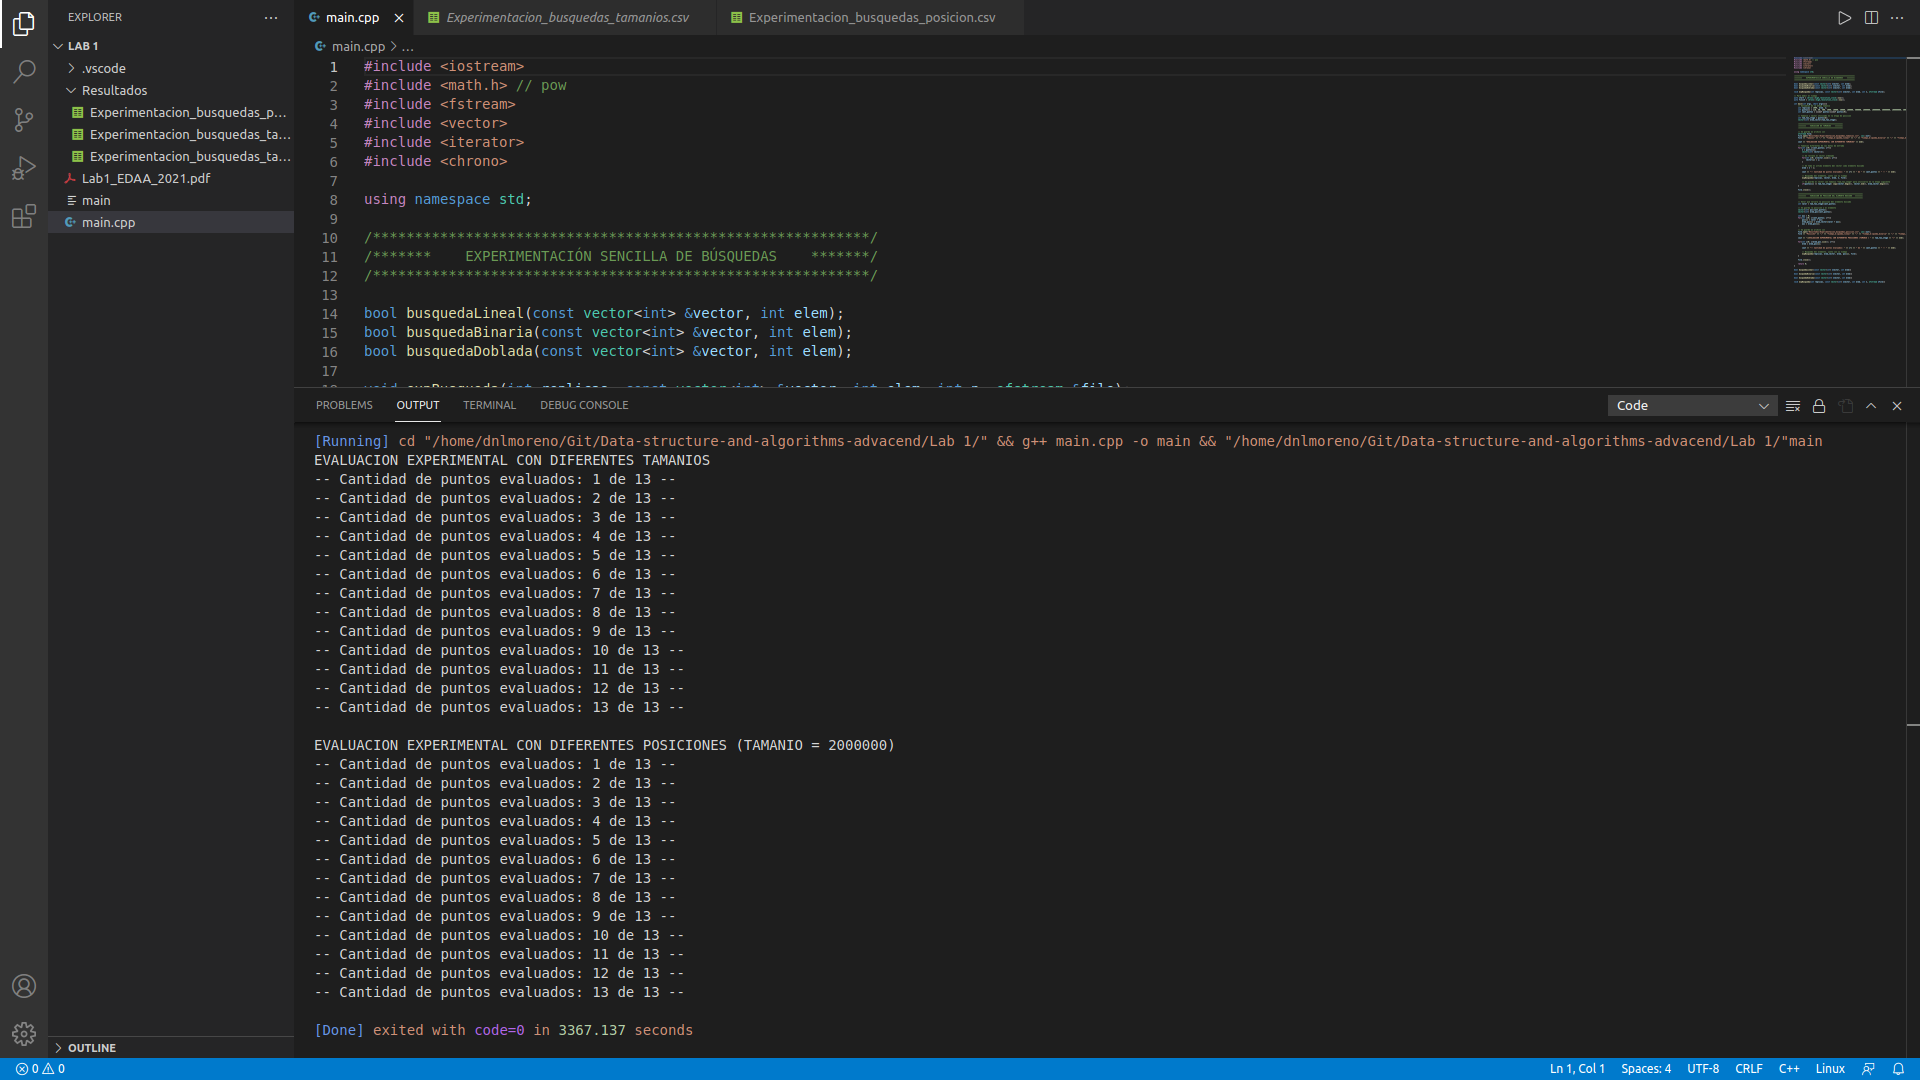 EXPLORER
LAB 1
.vscode
Resultados
Experimentacion_busquedas_p...
Experimentacion_busquedas_ta...
Experimentacion_busquedas_ta...
Lab1_EDAA_2021.pdf
main
main.cpp
OUTLINE
main.cpp
Experimentacion_busquedas_tamanios.csv
Experimentacion_busquedas_posicion.csv
main.cpp > ...
1 #include <iostream>
2 #include <math.h> // pow
3 #include <fstream>
4 #include <vector>
5 #include <iterator>
6 #include <chrono>
7
8 using namespace std;
9
10 /***********************************************************/
11 /******* EXPERIMENTACIÓN SENCILLA DE BÚSQUEDAS *******/
12 /***********************************************************/
13
14 bool busquedaLineal(const vector<int> &vector, int elem);
15 bool busquedaBinaria(const vector<int> &vector, int elem);
16 bool busquedaDoblada(const vector<int> &vector, int elem);
17
PROBLEMS OUTPUT TERMINAL DEBUG CONSOLE
Code
[Running] cd "/home/dnlmoreno/Git/Data-structure-and-algorithms-advacend/Lab 1/" && g++ main.cpp -o main && "/home/dnlmoreno/Git/Data-structure-and-algorithms-advacend/Lab 1/"main
EVALUACION EXPERIMENTAL CON DIFERENTES TAMANIOS
-- Cantidad de puntos evaluados: 1 de 13 --
-- Cantidad de puntos evaluados: 2 de 13 --
-- Cantidad de puntos evaluados: 3 de 13 --
-- Cantidad de puntos evaluados: 4 de 13 --
-- Cantidad de puntos evaluados: 5 de 13 --
-- Cantidad de puntos evaluados: 6 de 13 --
-- Cantidad de puntos evaluados: 7 de 13 --
-- Cantidad de puntos evaluados: 8 de 13 --
-- Cantidad de puntos evaluados: 9 de 13 --
-- Cantidad de puntos evaluados: 10 de 13 --
-- Cantidad de puntos evaluados: 11 de 13 --
-- Cantidad de puntos evaluados: 12 de 13 --
-- Cantidad de puntos evaluados: 13 de 13 --
EVALUACION EXPERIMENTAL CON DIFERENTES POSICIONES (TAMANIO = 2000000)
-- Cantidad de puntos evaluados: 1 de 13 --
-- Cantidad de puntos evaluados: 2 de 13 --
-- Cantidad de puntos evaluados: 3 de 13 --
-- Cantidad de puntos evaluados: 4 de 13 --
-- Cantidad de puntos evaluados: 5 de 13 --
-- Cantidad de puntos evaluados: 6 de 13 --
-- Cantidad de puntos evaluados: 7 de 13 --
-- Cantidad de puntos evaluados: 8 de 13 --
-- Cantidad de puntos evaluados: 9 de 13 --
-- Cantidad de puntos evaluados: 10 de 13 --
-- Cantidad de puntos evaluados: 11 de 13 --
-- Cantidad de puntos evaluados: 12 de 13 --
-- Cantidad de puntos evaluados: 13 de 13 --
[Done] exited with code=0 in 3367.137 seconds
0 0
Ln 1, Col 1 Spaces: 4 UTF-8 CRLF C++ Linux